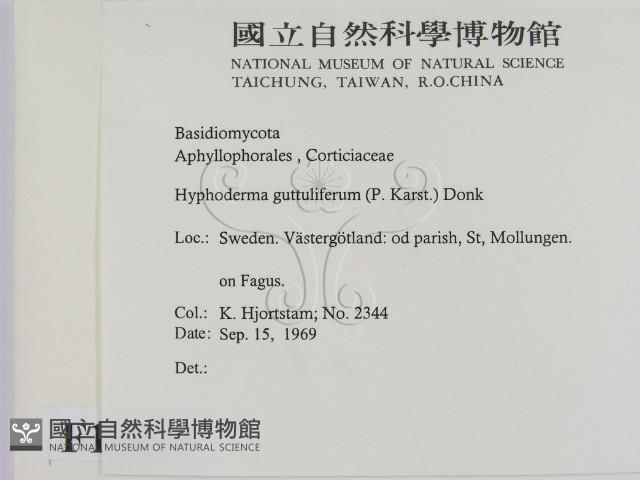 國立自然科學博物館
NATIONAL MUSEUM OF NATURAL SCIENCE
TAICHUNG, TAIWAN, R.O.CHINA
Basidiomycota
Aphyllophorales , Corticiaceae
Hyphoderma guttuliferum (P. Karst.) Donk
Loc.: Sweden. Västergötland: od parish, St, Mollungen.
on Fagus.
Col.: K. Hjortstam; No. 2344
Date: Sep. 15, 1969
Det.:
國立自然科學博物館
NATIONAL MUSEUM OF NATURAL SCIENCE